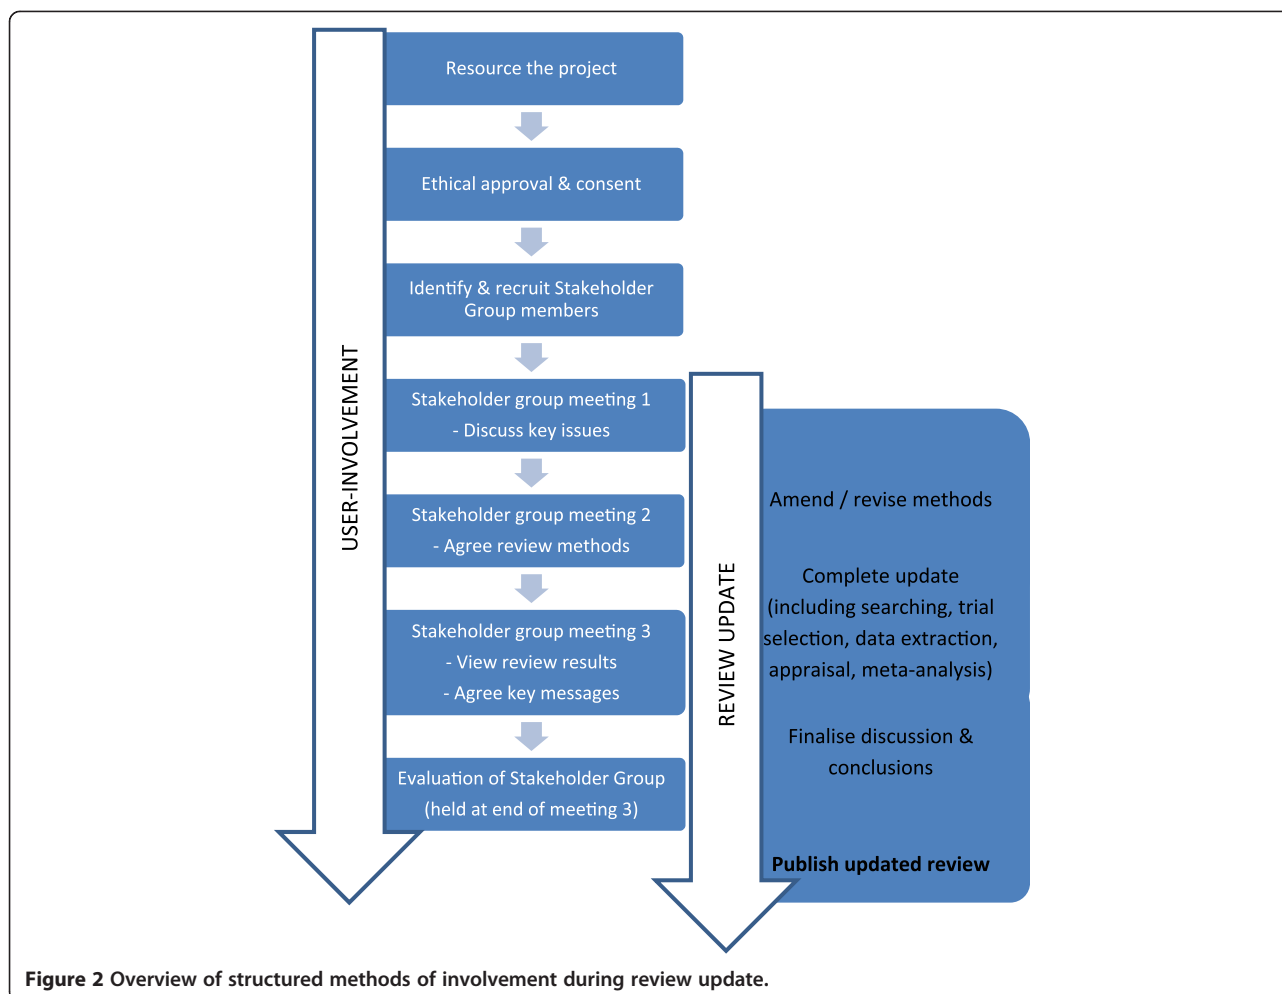 Resource the project
Ethical approval & consent
Identify & recruit Stakeholder
Group members
Stakeholder group meeting 1
- Discuss key issues
Stakeholder group meeting 2
- Agree review methods
Stakeholder group meeting 3
- View review results
- Agree key messages
Evaluation of Stakeholder Group
(held at end of meeting 3)
USER-INVOLVEMENT
REVIEW UPDATE
Amend / revise methods
Complete update
(including searching, trial
selection, data extraction,
appraisal, meta-analysis)
Finalise discussion &
conclusions
Publish updated review
Figure 2 Overview of structured methods of involvement during review update.